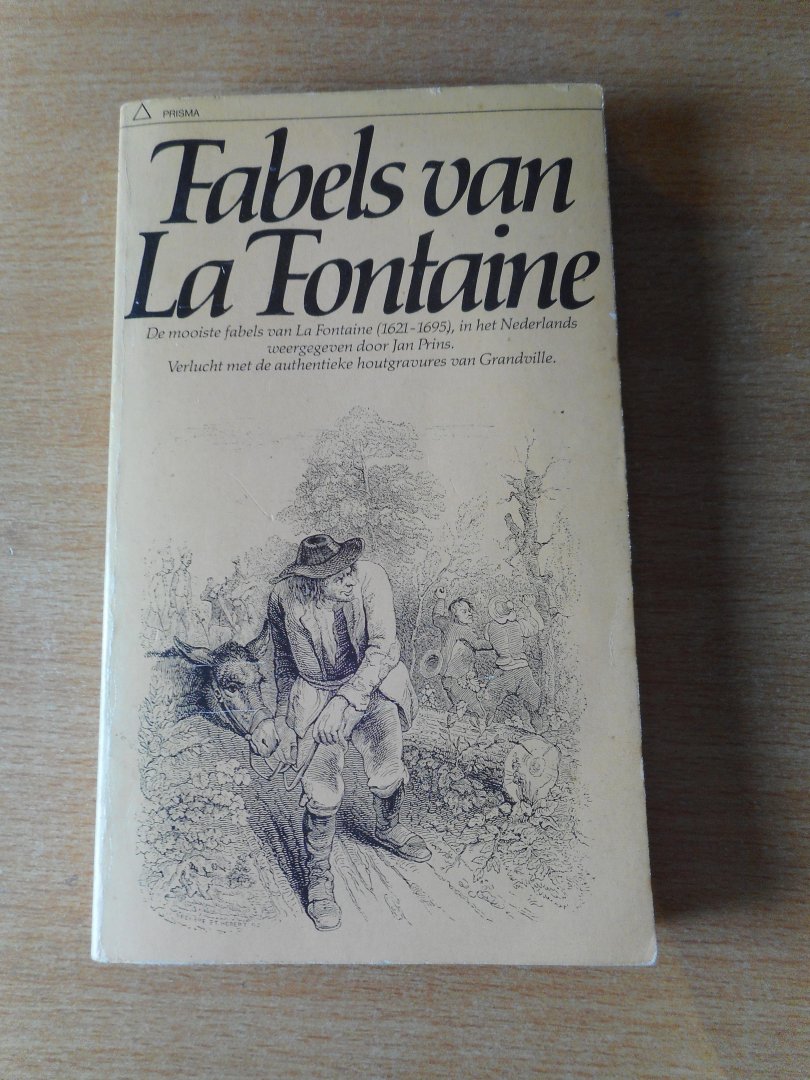 PRISMA
Fabels van
La Fontaine
De mooiste fabels van La Fontaine (1621-1695), in het Nederlands
weergegeven door Jan Prins.
Verlucht met de authentieke houtgravures van Grandville.